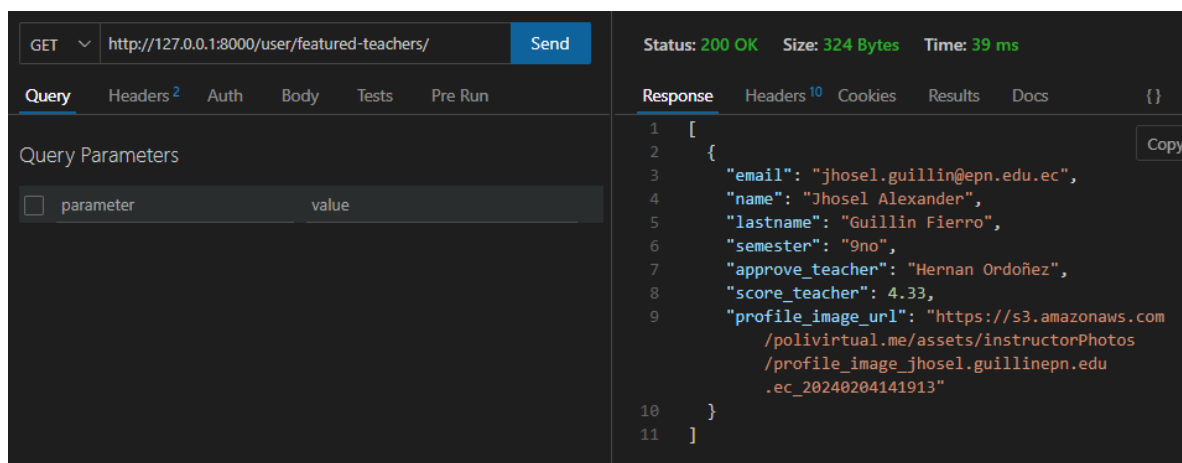 GET http://127.0.0.1:8000/user/featured-teachers/ Send
Query Headers 2 Auth Body Tests Pre Run
Query Parameters
parameter value
Status: 200 OK Size: 324 Bytes Time: 39 ms
Response Headers 10 Cookies Results Docs {}
Copy
1 [
2 {
3 "email": "jhosel.guillin@epn.edu.ec",
4 "name": "Jhosel Alexander",
5 "lastname": "Guillin Fierro",
6 "semester": "9no",
7 "approve_teacher": "Hernan Ordoñez",
8 "score_teacher": 4.33,
9 "profile_image_url": "https://s3.amazonaws.com
/polivirtual.me/assets/instructorPhotos
/profile_image_jhosel.guillinepn.edu
.ec_20240204141913"
10 }
11 ]